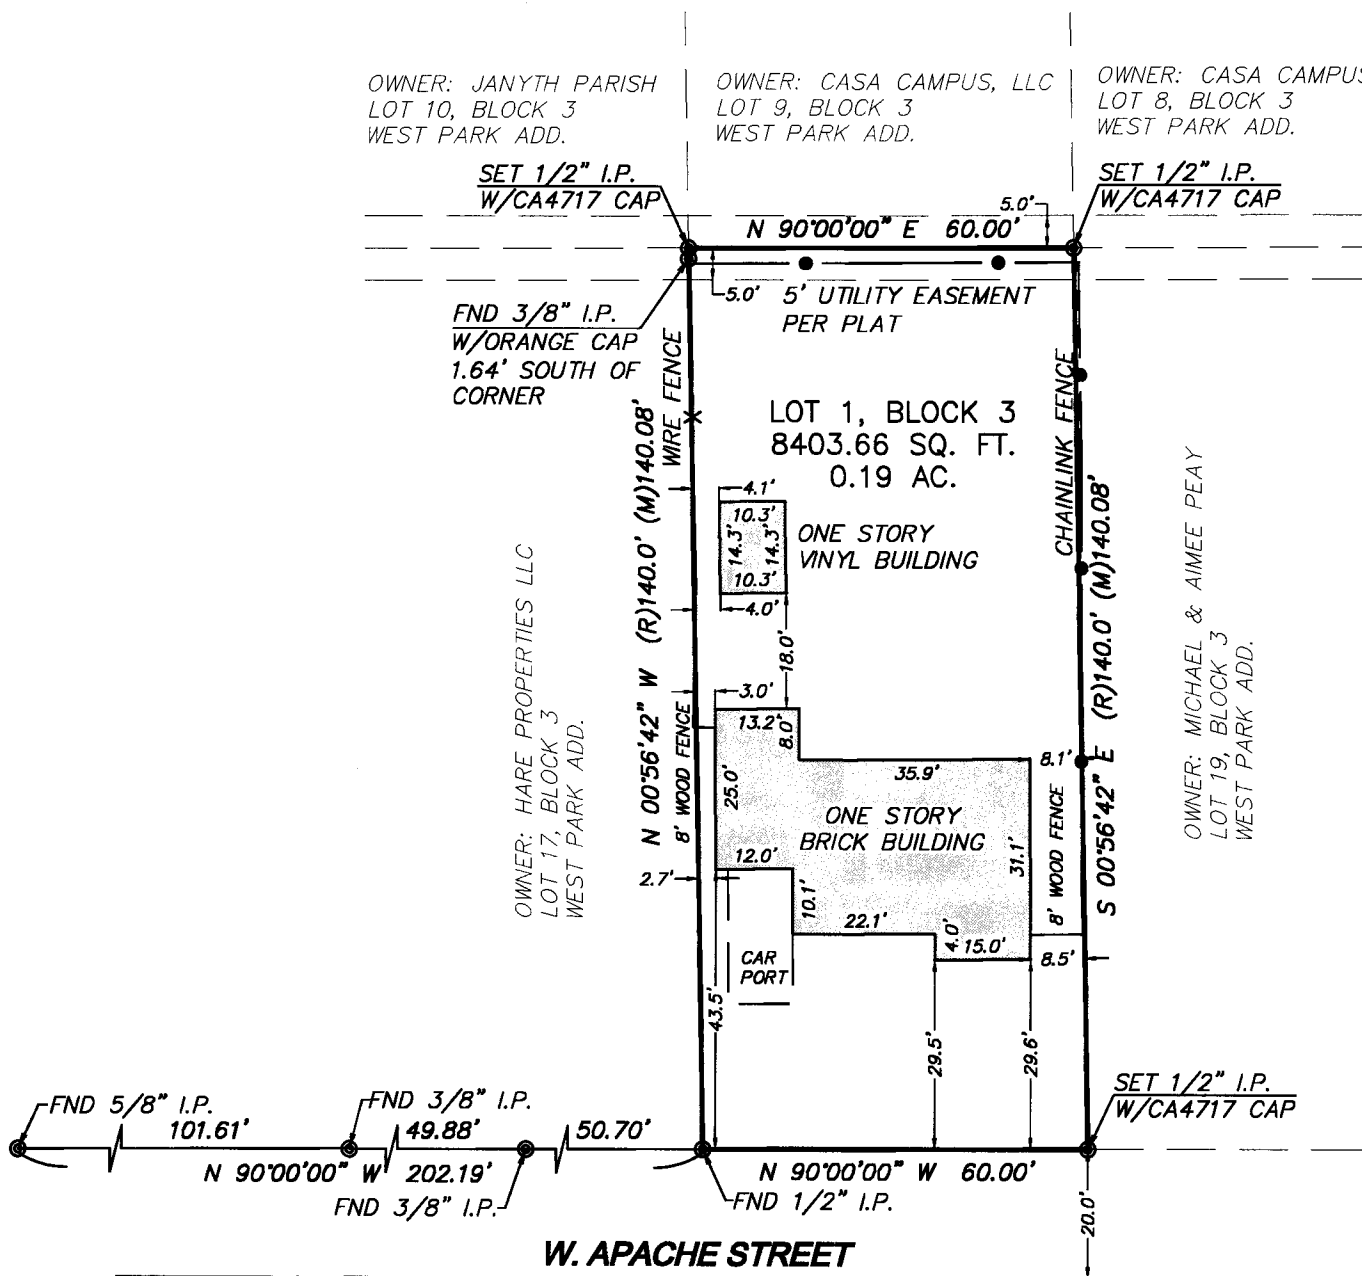 OWNER: JANYTH PARISH
LOT 10, BLOCK 3
WEST PARK ADD.
OWNER: CASA CAMPUS, LLC
LOT 9, BLOCK 3
WEST PARK ADD.
OWNER: CASA CAMPUS
LOT 8, BLOCK 3
WEST PARK ADD.
SET 1/2" I.P.
W/CA4717 CAP
SET 1/2" I.P.
W/CA4717 CAP
5.0'
N 90°00'00" E 60.00'
5.0'
5' UTILITY EASEMENT
PER PLAT
FND 3/8" I.P.
W/ORANGE CAP
1.64' SOUTH OF
CORNER
WIRE FENCE
CHAINLINK FENCE
LOT 1, BLOCK 3
8403.66 SQ. FT.
0.19 AC.
N 00°56'42" W (R)140.0' (M)140.08'
S 00°56'42" E (R)140.0' (M)140.08'
4.1'
10.3'
14.3'
14.3'
10.3'
4.0'
ONE STORY
VINYL BUILDING
18.0'
OWNER: HARE PROPERTIES LLC
LOT 17, BLOCK 3
WEST PARK ADD.
OWNER: MICHAEL & AIMEE PEAY
LOT 19, BLOCK 3
WEST PARK ADD.
3.0'
13.2'
8.0'
8' WOOD FENCE
25.0'
35.9'
8.1'
ONE STORY
BRICK BUILDING
31.1'
8' WOOD FENCE
12.0'
2.7'
10.1'
22.1'
4.0'
15.0'
8.5'
CAR
PORT
43.5'
29.5'
29.6'
SET 1/2" I.P.
W/CA4717 CAP
FND 5/8" I.P.
FND 3/8" I.P.
101.61'
49.88'
50.70'
N 90°00'00" W 202.19'
N 90°00'00" W 60.00'
FND 3/8" I.P.
FND 1/2" I.P.
20.0'
W. APACHE STREET